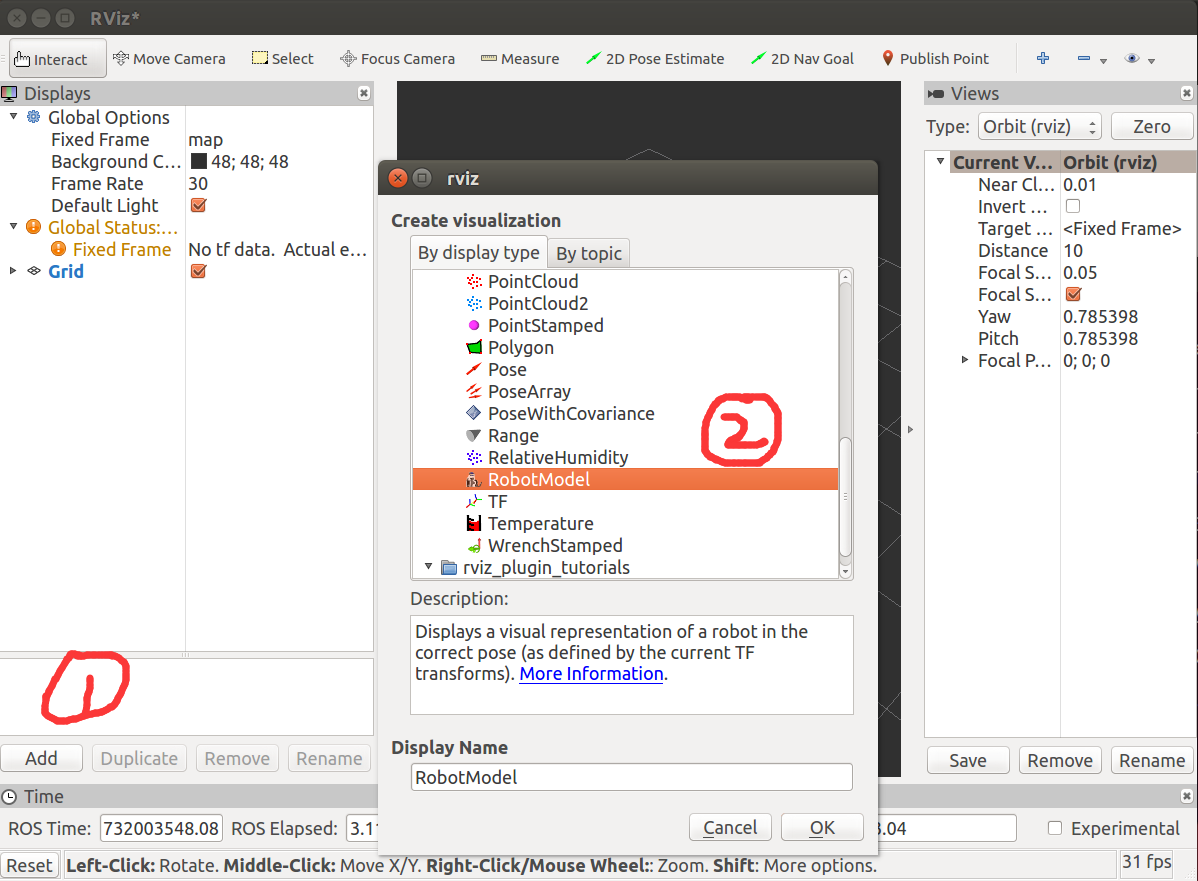 RViz*
Interact Move Camera Select Focus Camera Measure 2D Pose Estimate 2D Nav Goal Publish Point
Displays
Global Options
Fixed Frame map
Background C... 48; 48; 48
Frame Rate 30
Default Light
Global Status:...
Fixed Frame No tf data. Actual e...
Grid
1
Add Duplicate Remove Rename
rviz
Create visualization
By display type By topic
PointCloud
PointCloud2
PointStamped
Polygon
Pose
PoseArray
PoseWithCovariance
Range
RelativeHumidity
RobotModel
TF
Temperature
WrenchStamped
rviz_plugin_tutorials
2
Description:
Displays a visual representation of a robot in the
correct pose (as defined by the current TF
transforms). More Information.
Display Name
RobotModel
Cancel OK
Views
Type: Orbit (rviz) Zero
Current V... Orbit (rviz)
Near Cl... 0.01
Invert ...
Target ... <Fixed Frame>
Distance 10
Focal S... 0.05
Focal S...
Yaw 0.785398
Pitch 0.785398
Focal P... 0; 0; 0
Save Remove Rename
Time
ROS Time: 732003548.08 ROS Elapsed: Experimental
Reset Left-Click: Rotate. Middle-Click: Move X/Y. Right-Click/Mouse Wheel:: Zoom. Shift: More options. 31 fps